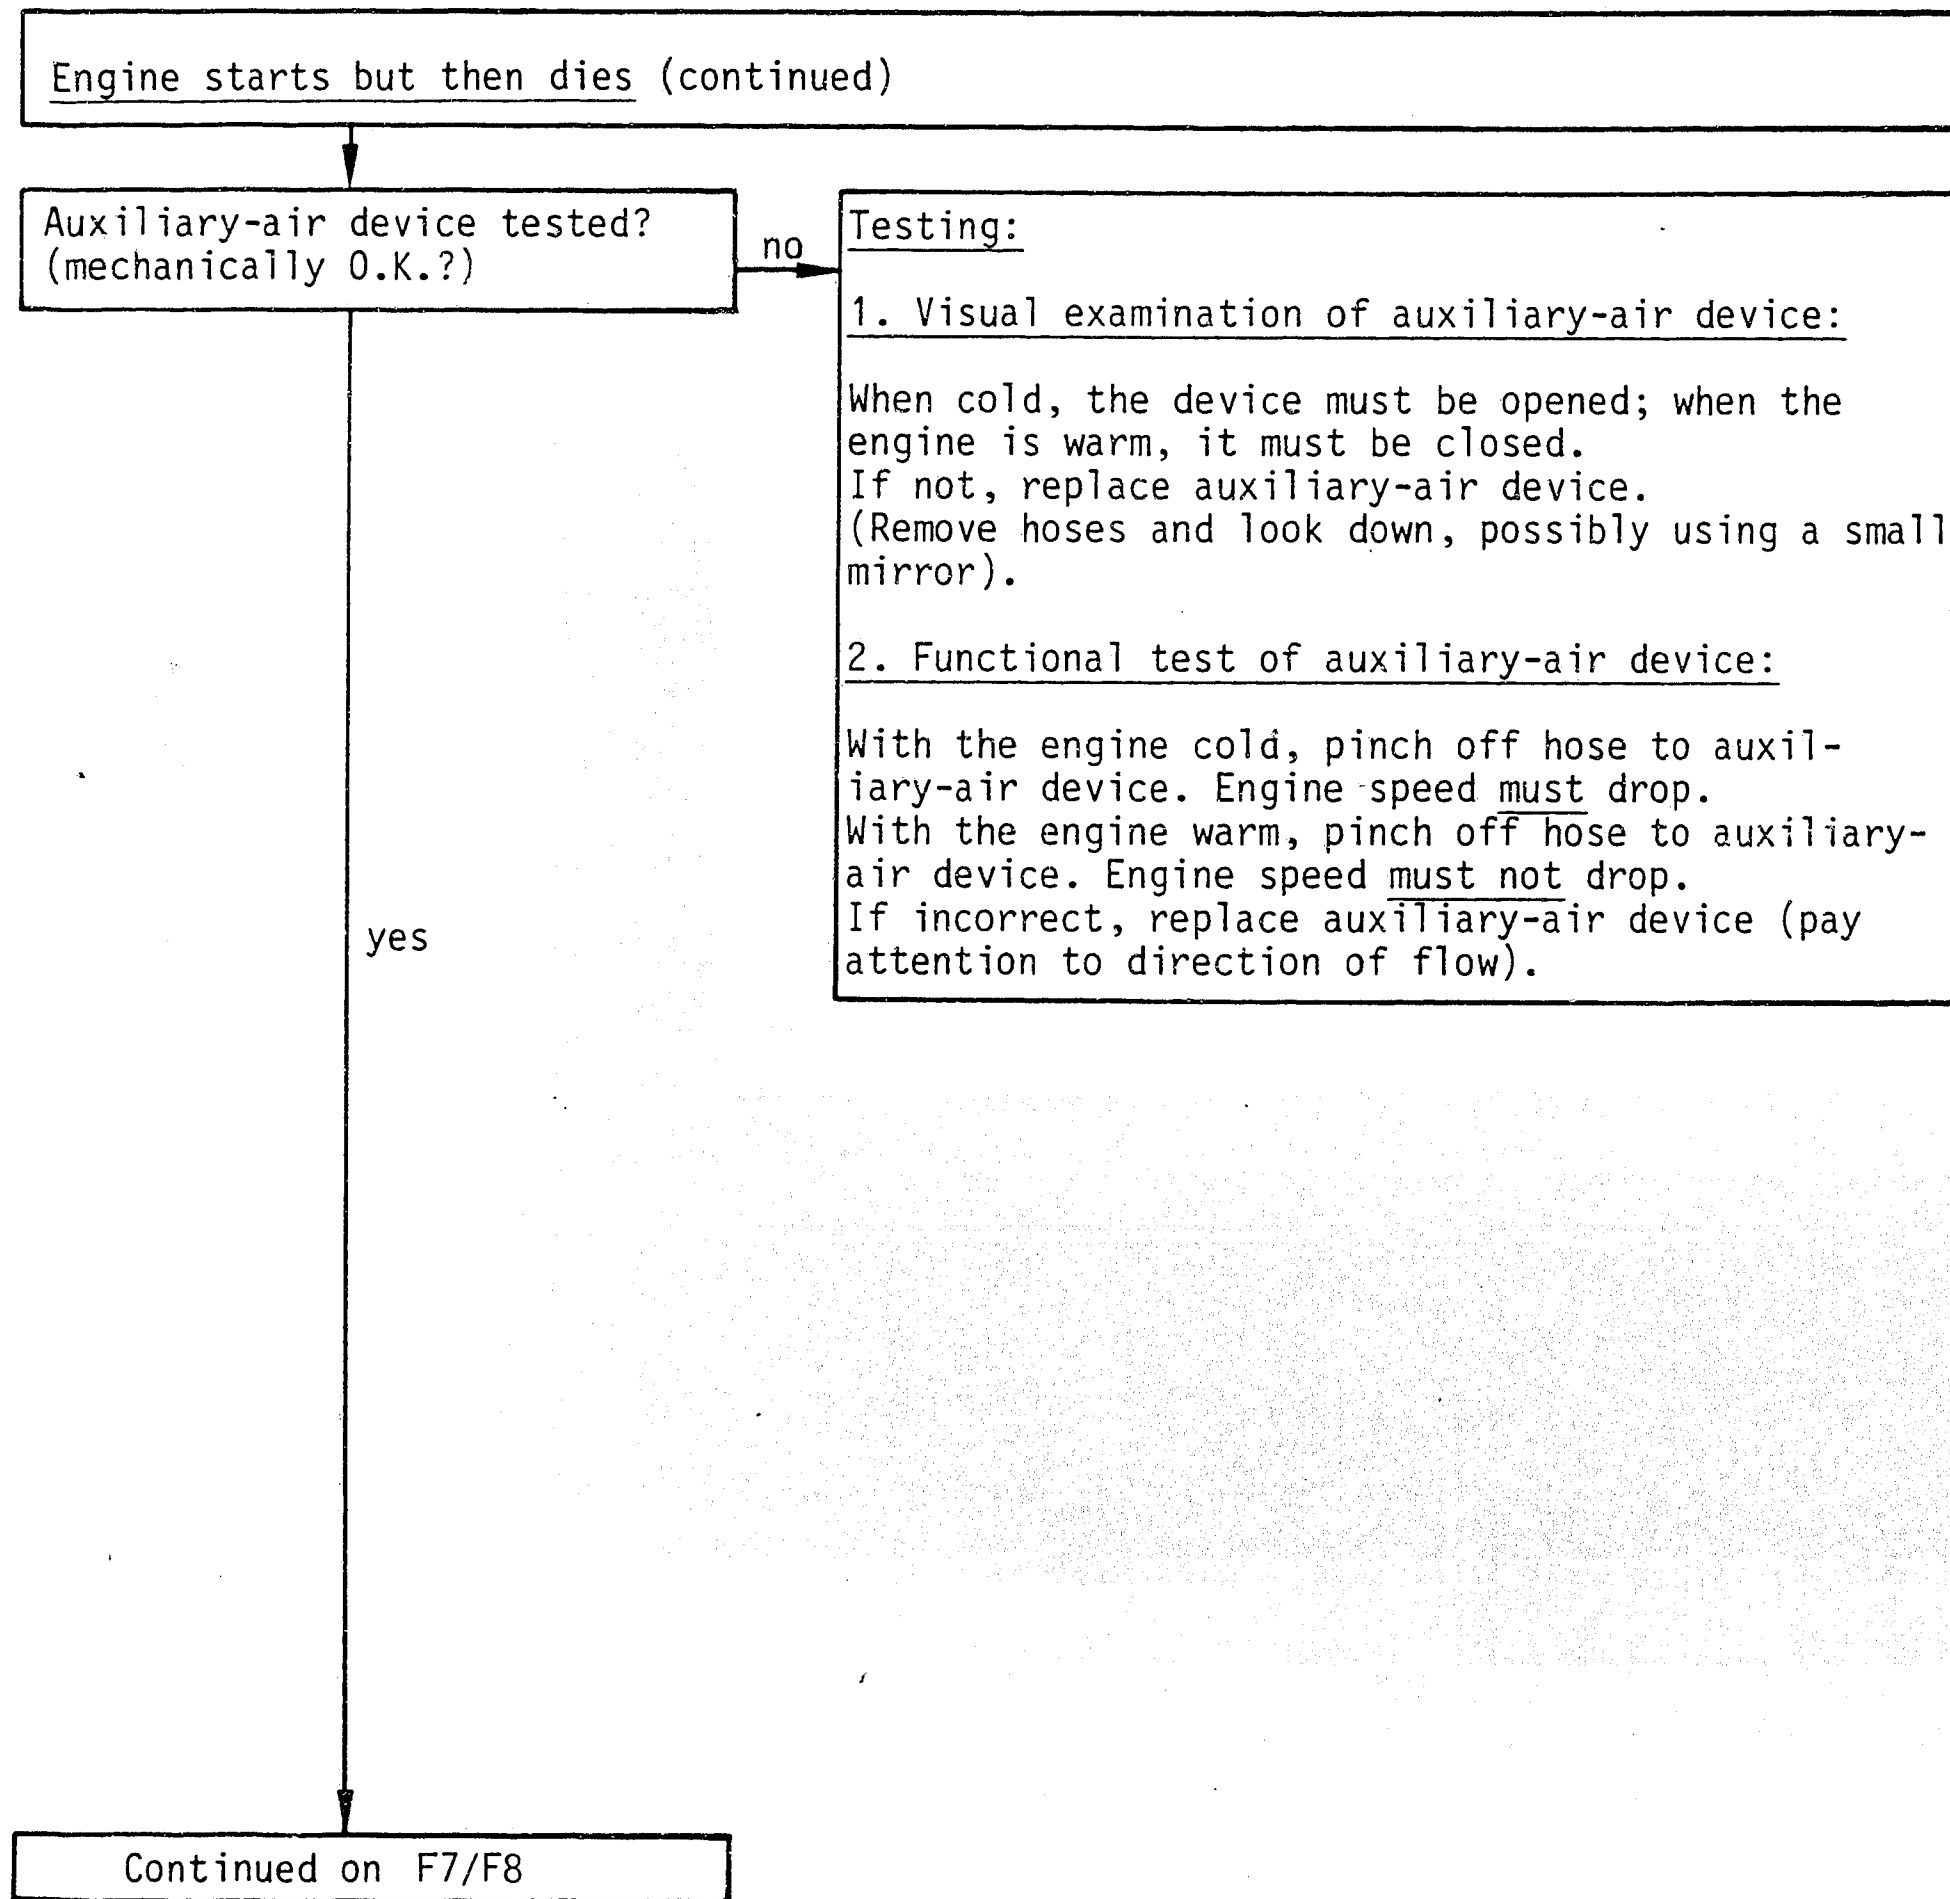 Engine starts but then dies (continued)
Auxiliary-air device tested?
(mechanically O.K.?)
no
Testing:
1. Visual examination of auxiliary-air device:
When cold, the device must be opened; when the
engine is warm, it must be closed.
If not, replace auxiliary-air device.
(Remove hoses and look down, possibly using a small
mirror).
2. Functional test of auxiliary-air device:
With the engine cold, pinch off hose to auxil-
iary-air device. Engine speed must drop.
With the engine warm, pinch off hose to auxiliary-
air device. Engine speed must not drop.
If incorrect, replace auxiliary-air device (pay
attention to direction of flow).
yes
Continued on F7/F8